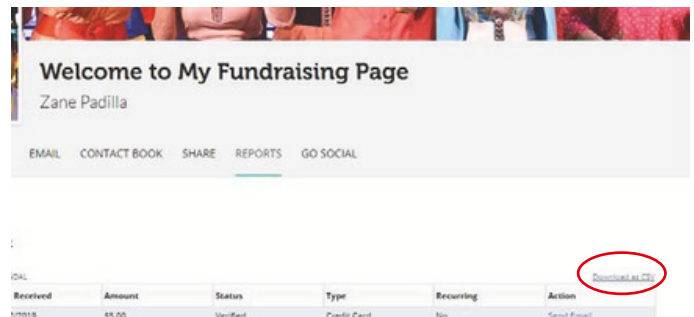 Welcome to My Fundraising Page
Zane Padilla
EMAIL CONTACT BOOK SHARE REPORTS GO SOCIAL
Download as CSV
Received Amount Status Type Recurring Action
/2019 $5.00 Verified Credit Card No Send Email